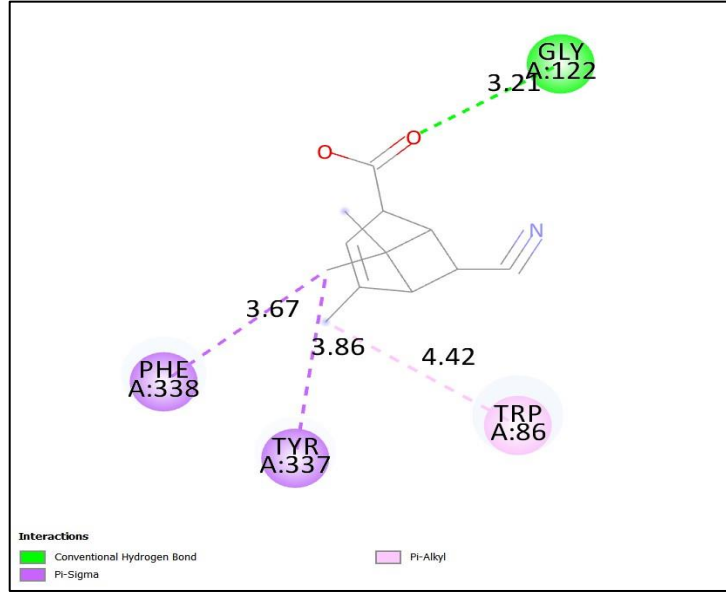 GLY
A:122
3.21
O
O
N
3.67
3.86
4.42
PHE
A:338
TRP
A:86
TYR
A:337
Interactions
Conventional Hydrogen Bond
Pi-Sigma
Pi-Alkyl